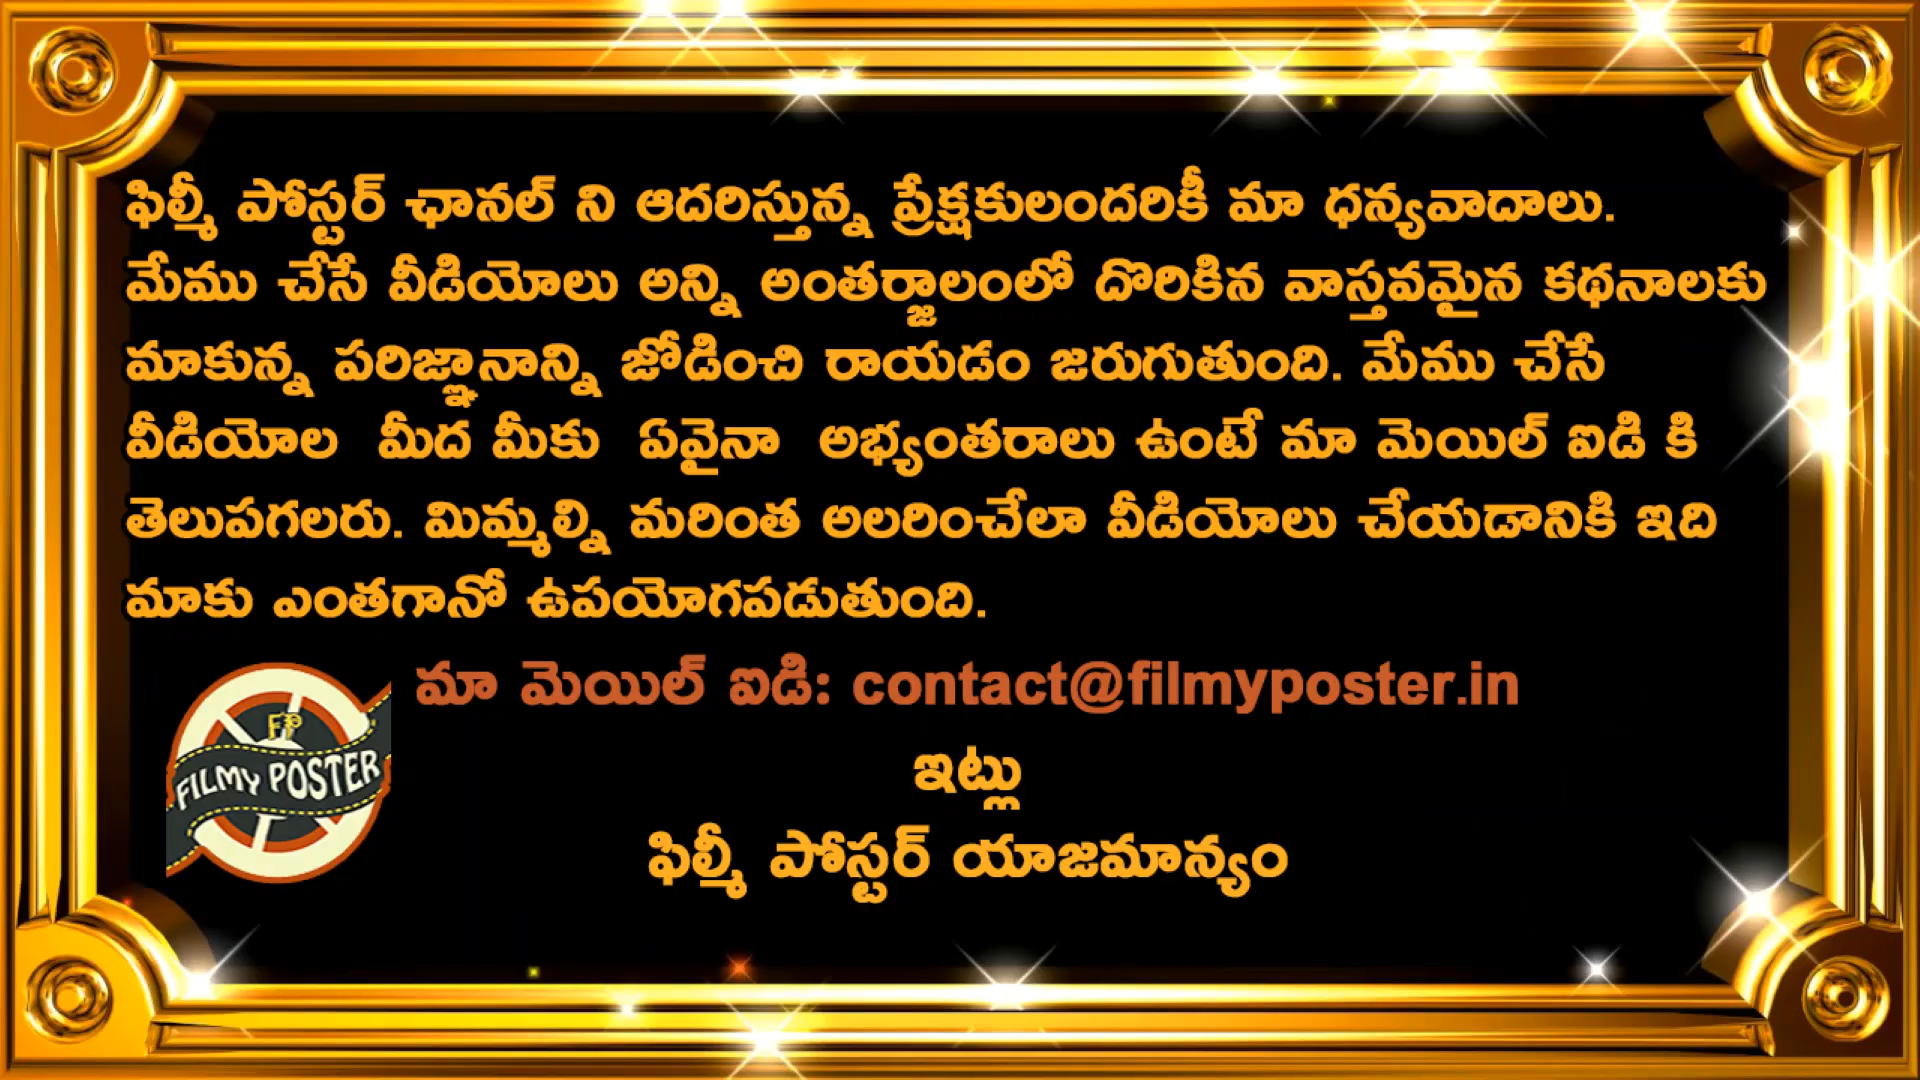 ఫిల్మీ పోస్టర్ ఛానల్ ని ఆదరిస్తున్న ప్రేక్షకులందరికీ మా ధన్యవాదాలు.
మేము చేసే వీడియోలు అన్ని అంతర్జాలంలో దొరికిన వాస్తవమైన కథనాలకు
మాకున్న పరిజ్ఞానాన్ని జోడించి రాయడం జరుగుతుంది. మేము చేసే
వీడియోల మీద మీకు ఏవైనా అభ్యంతరాలు ఉంటే మా మెయిల్ ఐడి కి
తెలుపగలరు. మిమ్మల్ని మరింత అలరించేలా వీడియోలు చేయడానికి ఇది
మాకు ఎంతగానో ఉపయోగపడుతుంది.
మా మెయిల్ ఐడి: contact@filmyposter.in
FP
FILMY POSTER
ఇట్లు
ఫిల్మీ పోస్టర్ యాజమాన్యం